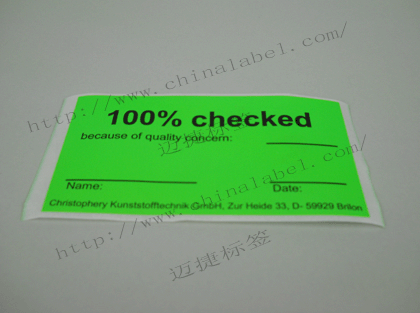 http://www.chinalabel.com/
100% checked
because of quality concern:
迈捷标签
http://www.chinalabel.com/
Name:
Date:
Christophery Kunststofftechnik GmbH, Zur Heide 33, D- 59929 Brilon
http://www.chinalabel.com/
迈捷标签